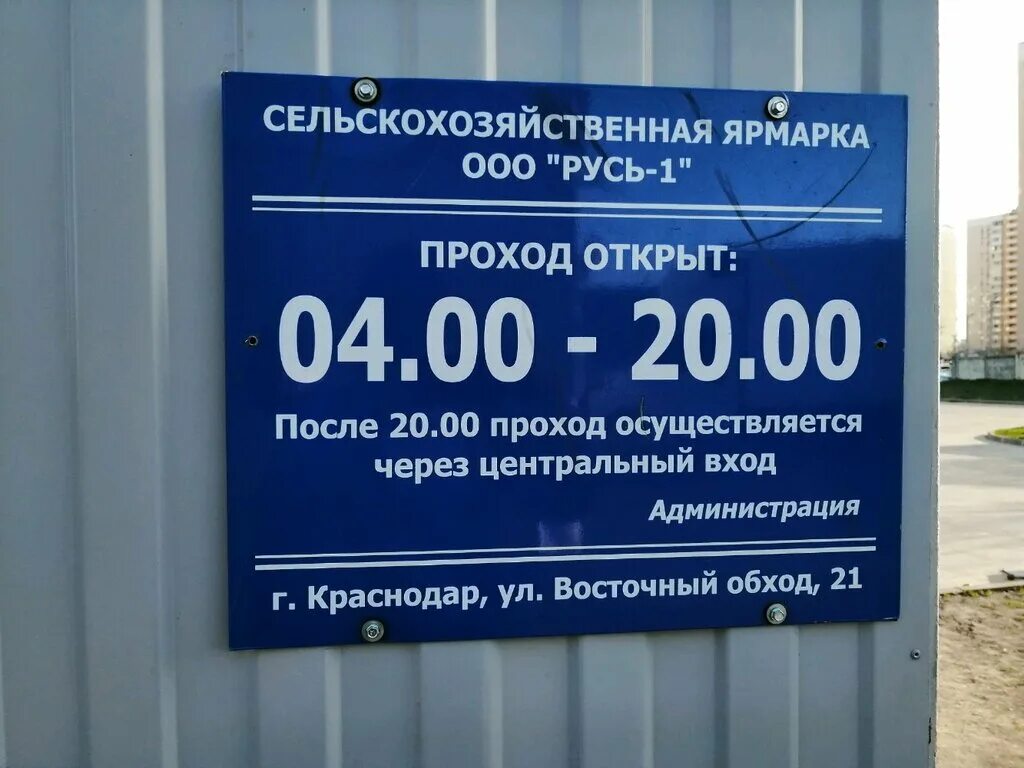 СЕЛЬСКОХОЗЯЙСТВЕННАЯ ЯРМАРКА
ООО "РУСЬ-1"
ПРОХОД ОТКРЫТ:
04.00 - 20.00
После 20.00 проход осуществляется
через центральный вход
Администрация
г. Краснодар, ул. Восточный обход, 21